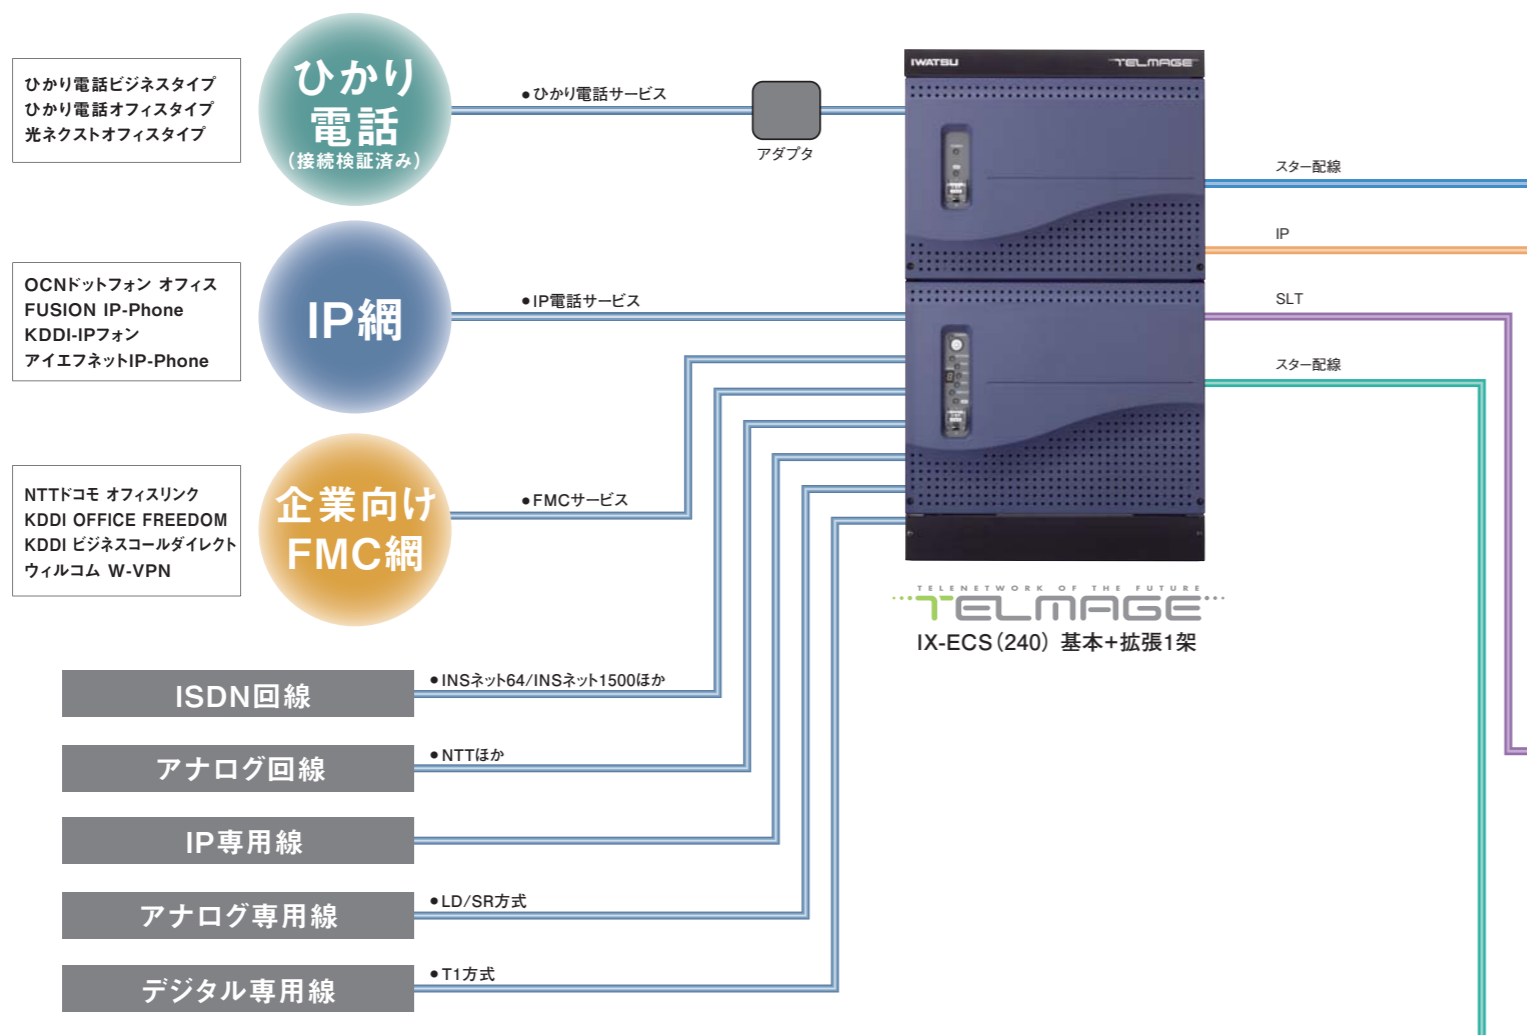 ひかり電話ビジネスタイプ
ひかり電話オフィスタイプ
光ネクストオフィスタイプ
ひかり
電話
(接続検証済み)
●ひかり電話サービス
アダプタ
IWATSU
TELMAGE
スター配線
IP
SLT
スター配線
OCNドットフォン オフィス
FUSION IP-Phone
KDDI-IPフォン
アイエフネットIP-Phone
IP網
●IP電話サービス
NTTドコモ オフィスリンク
KDDI OFFICE FREEDOM
KDDI ビジネスコールダイレクト
ウィルコム W-VPN
企業向け
FMC網
●FMCサービス
TELENETWORK OF THE FUTURE
TELMAGE
IX-ECS(240) 基本+拡張1架
ISDN回線
●INSネット64/INSネット1500ほか
アナログ回線
●NTTほか
IP専用線
アナログ専用線
●LD/SR方式
デジタル専用線
●T1方式